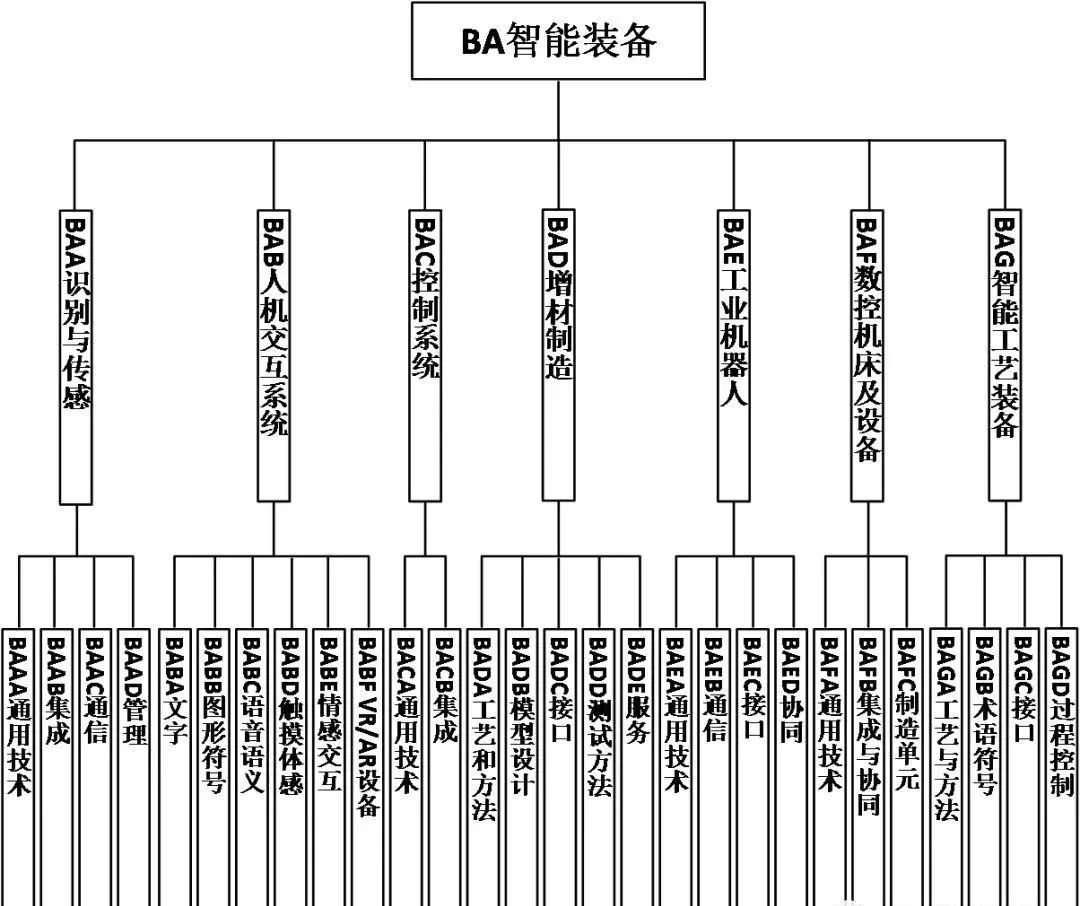 BA智能装备
BAA识别与传感
BAB人机交互系统
BAC控制系统
BAD增材制造
BAE工业机器人
BAF数控机床及设备
BAG智能工艺装备
BAAA通用技术
BAAB集成
BAAC通信
BAAD管理
BABA文字
BABB图形符号
BABC语音语义
BABD触摸体感
BABE情感交互
BABF VR/AR设备
BACA通用技术
BACB集成
BADA工艺和方法
BADB模型设计
BADC接口
BADD测试方法
BADE服务
BAEA通用技术
BAEB通信
BAEC接口
BAED协同
BAFA通用技术
BAFB集成与协同
BAFC制造单元
BAGA工艺与方法
BAGB术语符号
BAGC接口
BAGD过程控制